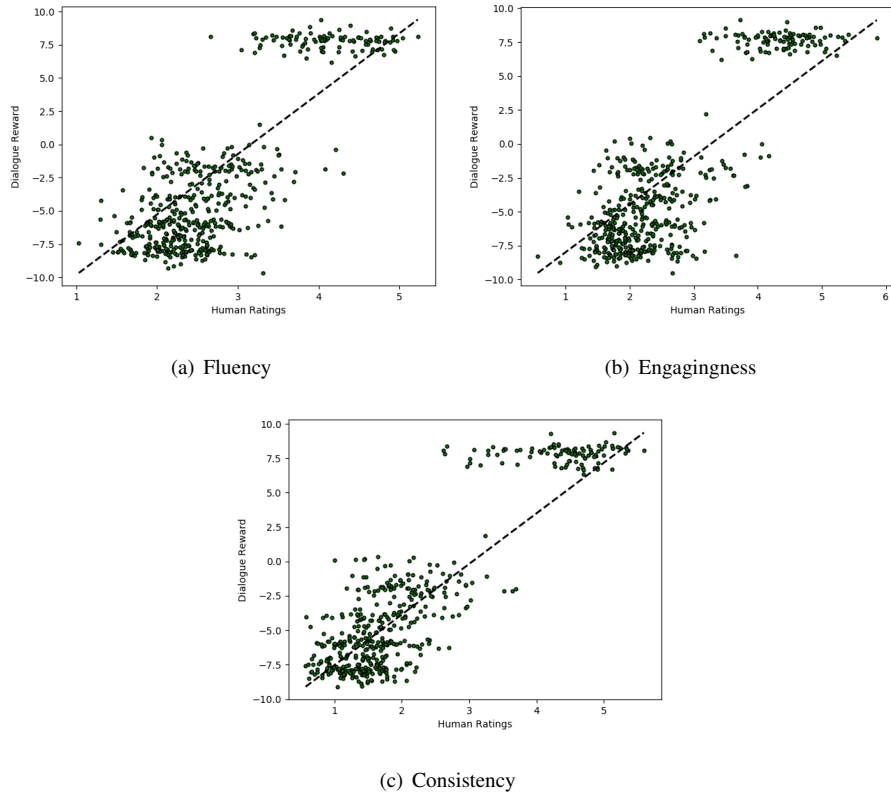 10.0
7.5
5.0
2.5
0.0
−2.5
−5.0
−7.5
−10.0
Dialogue Reward
1 2 3 4 5
Human Ratings
(a) Fluency
10.0
7.5
5.0
2.5
0.0
−2.5
−5.0
−7.5
−10.0
Dialogue Reward
1 2 3 4 5 6
Human Ratings
(b) Engagingness
10.0
7.5
5.0
2.5
0.0
−2.5
−5.0
−7.5
−10.0
Dialogue Reward
1 2 3 4 5
Human Ratings
(c) Consistency